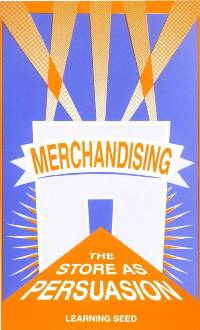 MERCHANDISING
THE
STORE AS
PERSUASION
LEARNING SEED